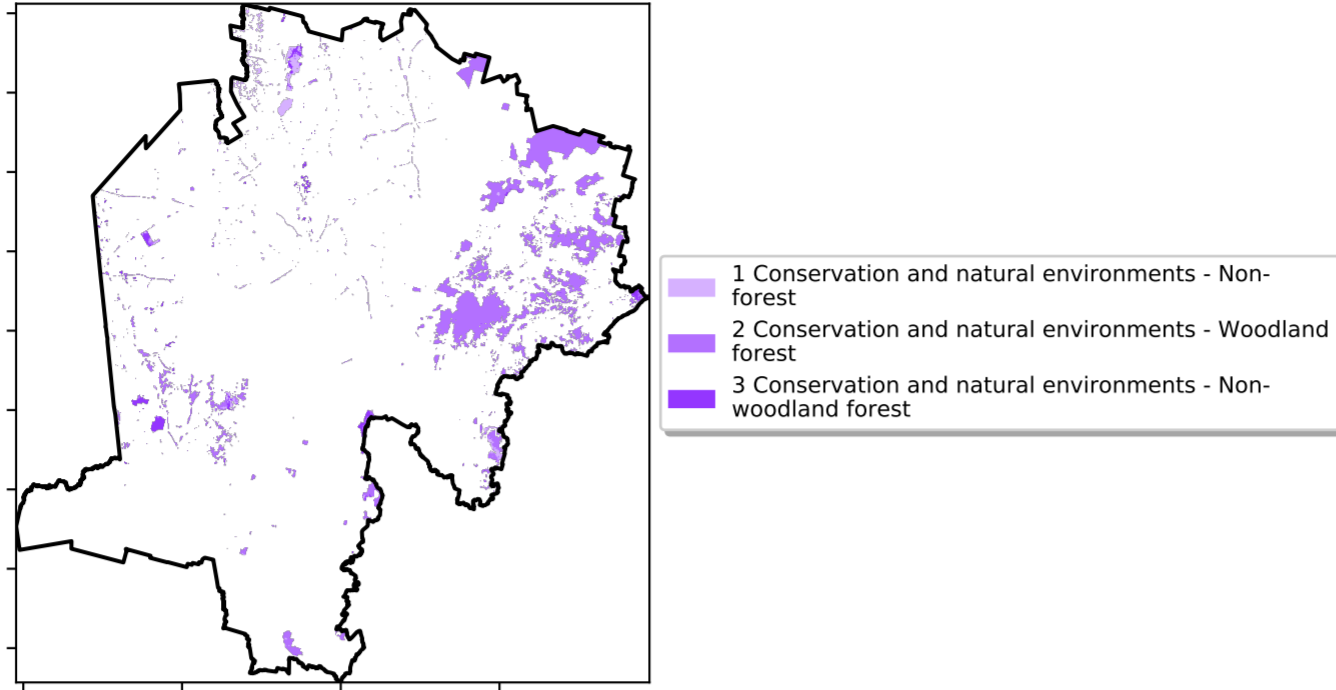 1 Conservation and natural environments - Non-
forest
2 Conservation and natural environments - Woodland
forest
3 Conservation and natural environments - Non-
woodland forest